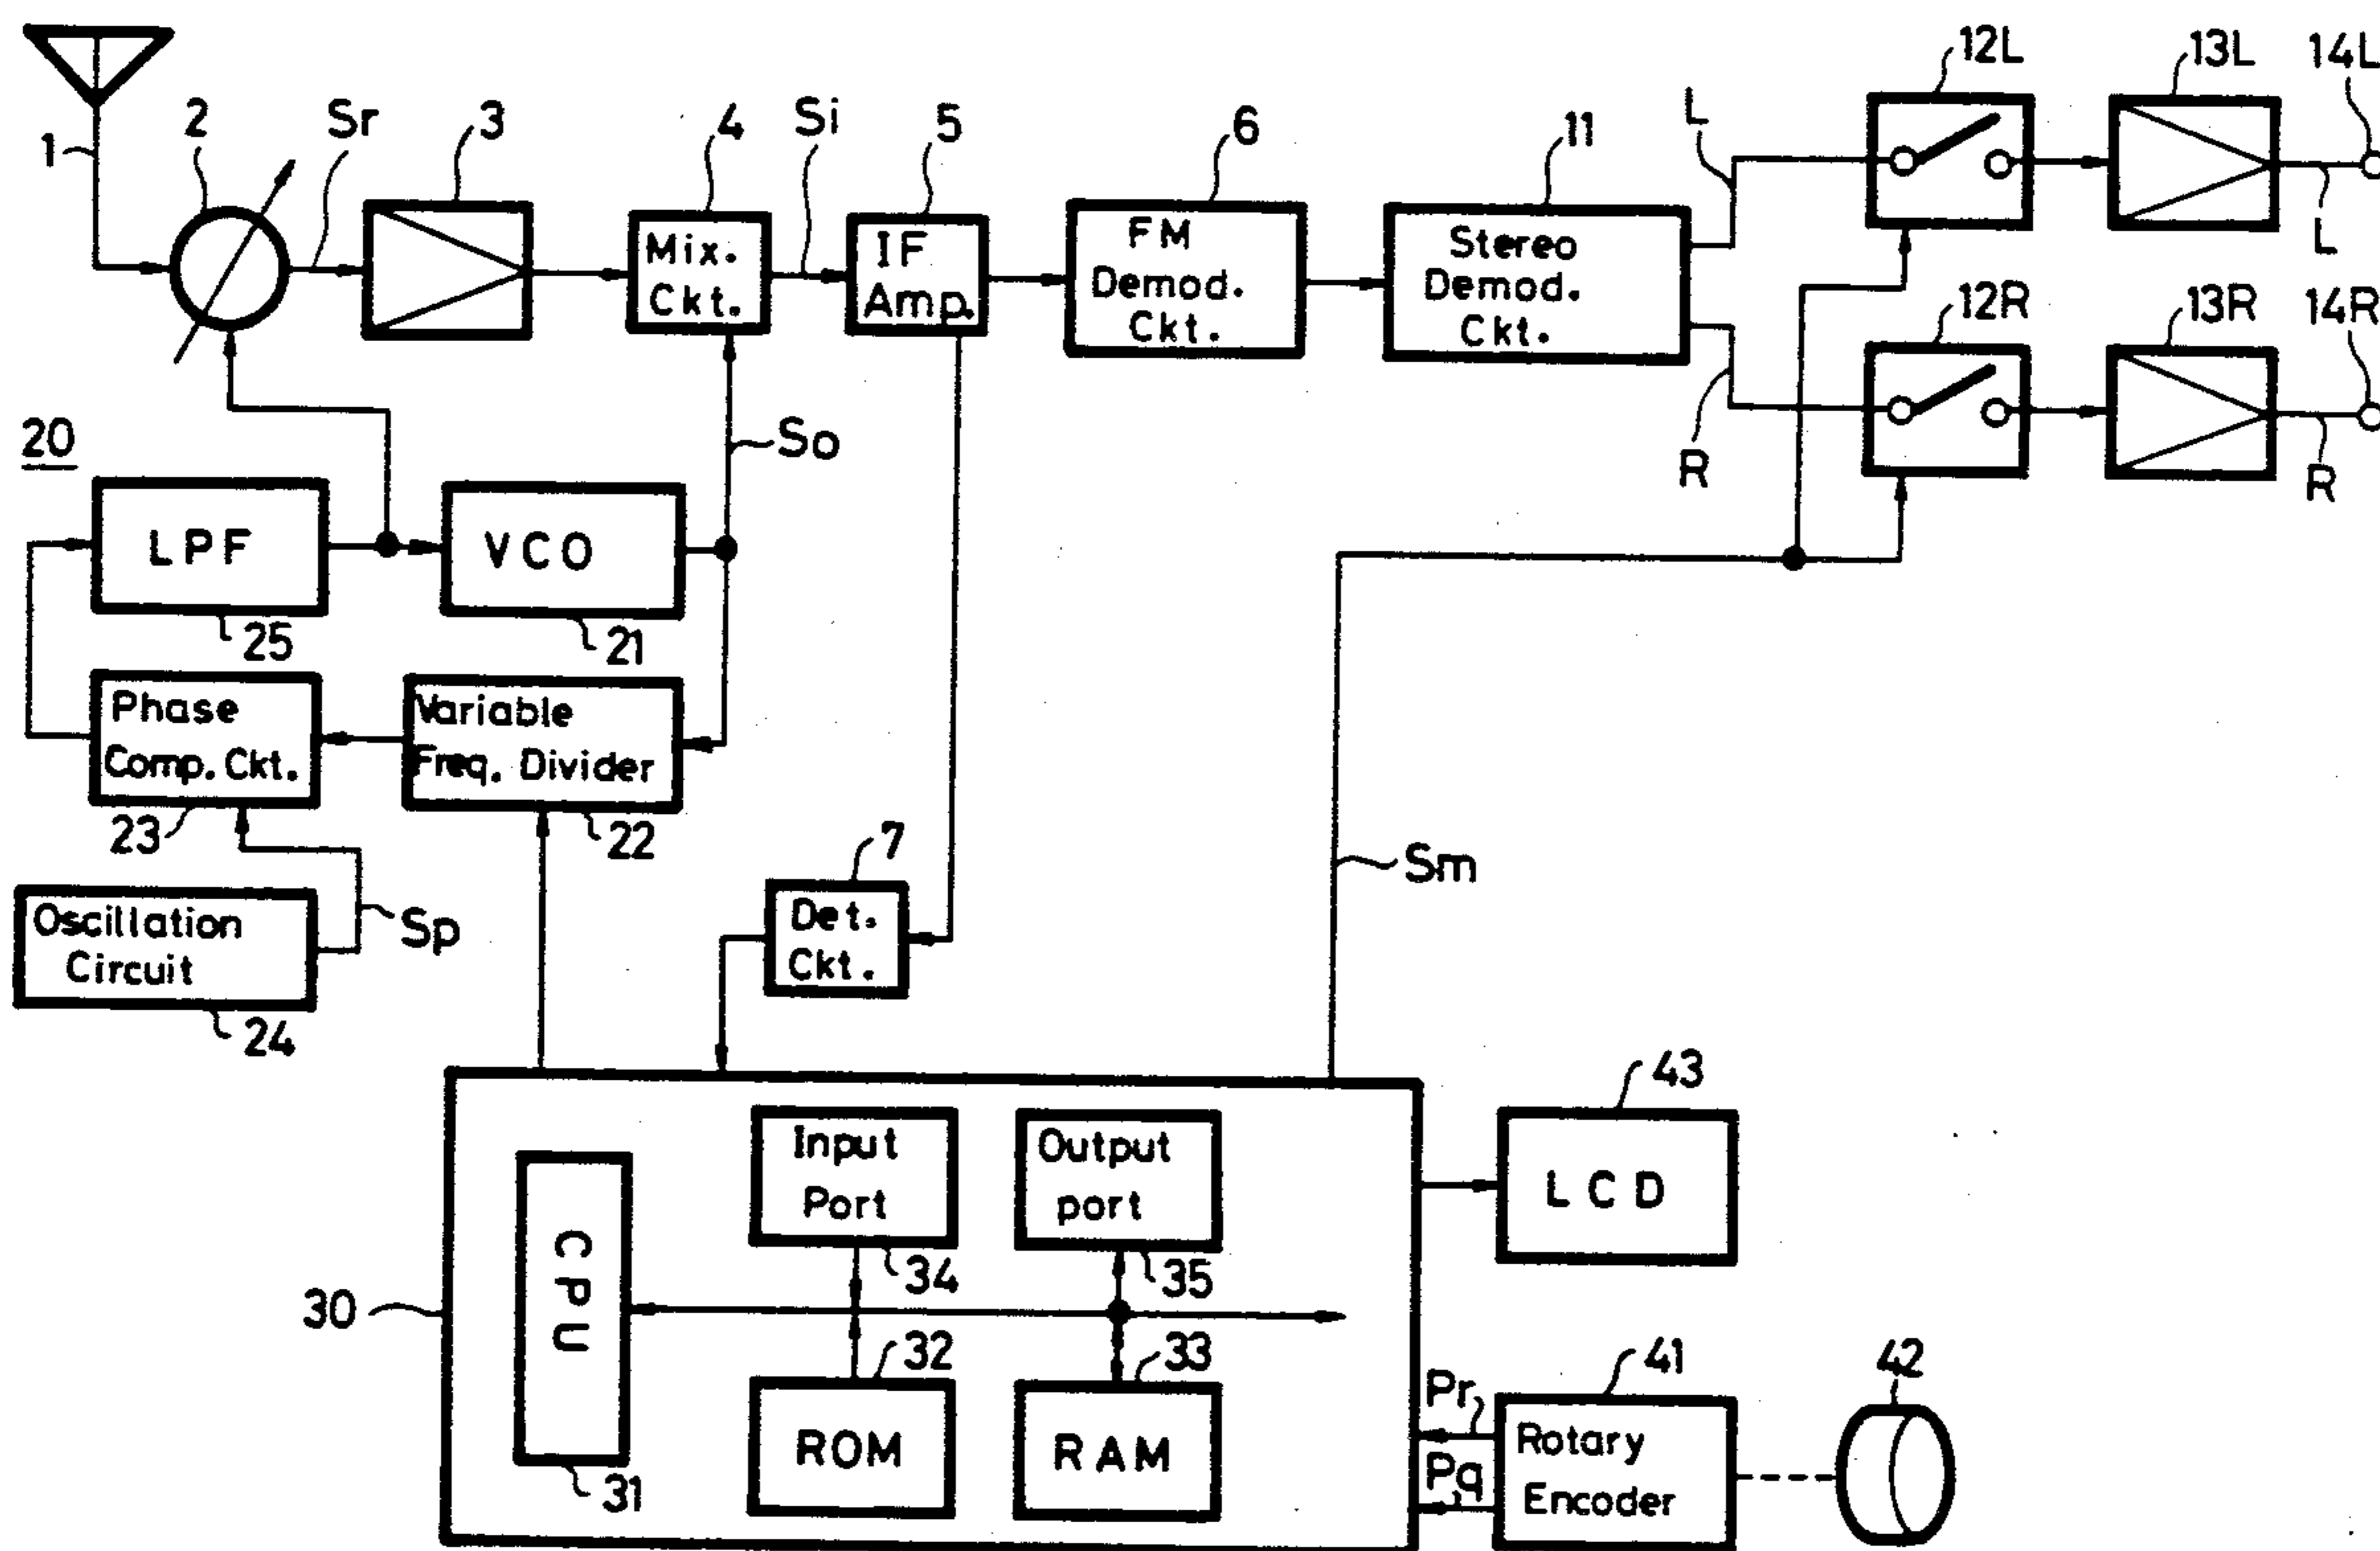 12L
13L
14L
1
2
Sr
3
4
Si
5
6
11
L
L
Mix.
Ckt.
IF
Amp.
FM
Demod.
Ckt.
Stereo
Demod.
Ckt.
12R
13R
14R
R
R
20
So
LPF
VCO
25
21
Phase
Comp. Ckt.
Variable
Freq. Divider
23
22
7
Sm
Oscillation
Circuit
Sp
Det.
Ckt.
24
43
Input
Port
Output
port
LCD
CPU
34
35
30
32
33
41
42
Pr
ROM
RAM
Pq
Rotary
Encoder
31